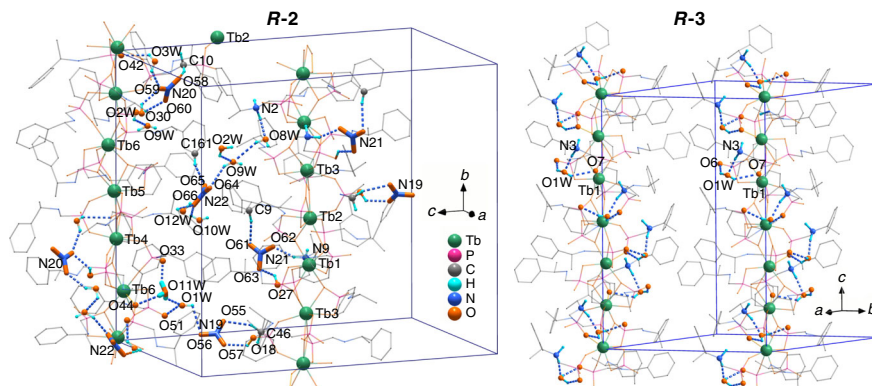 R-2
R-3
Tb2
O3W
C10
O42
O58
O59
N20
O60
O2W
O30
O9W
Tb6
N2
O8W
N21
C161
O2W
O9W
Tb3
Tb5
O65
O64
O66
N22
N19
O12W
O10W
C9
Tb2
Tb4
O33
O61
O62
N9
N20
N21
Tb1
Tb6
O11W
O63
O27
O44
O1W
O55
Tb3
O51
N19
C46
N22
O56
O57
O18
b
c
a
Tb
P
C
H
N
O
N3
O7
O1W
Tb1
N3
O6
O7
O1W
Tb1
c
a
b